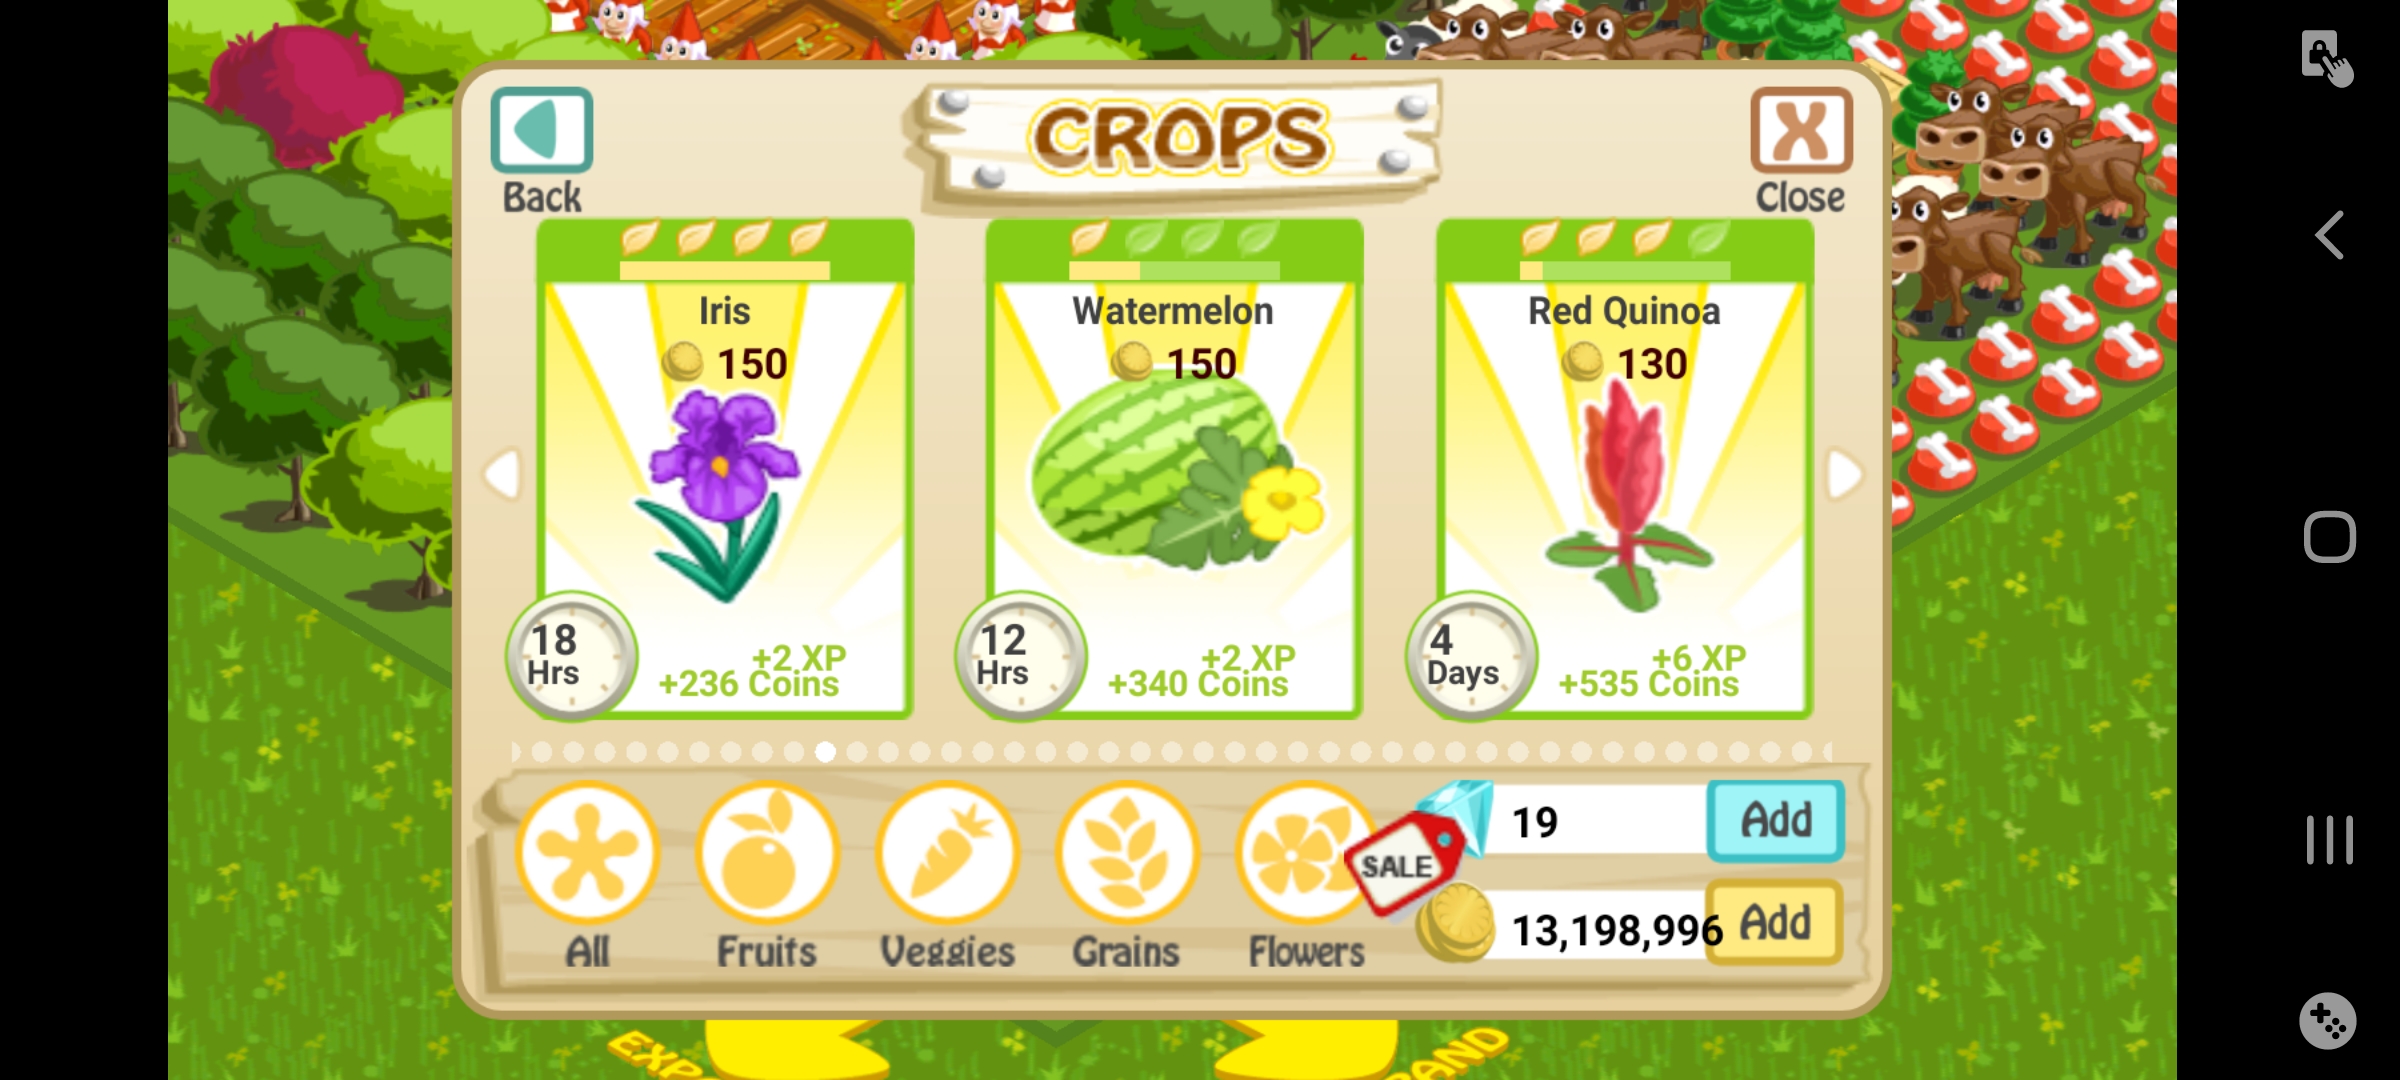 CROPS
Back
Close
Iris
150
18
Hrs
+2 XP
+236 Coins
Watermelon
150
12
Hrs
+2 XP
+340 Coins
Red Quinoa
130
4
Days
+6 XP
+535 Coins
All
Fruits
Veggies
Grains
Flowers
SALE
19
Add
13,198,996
Add